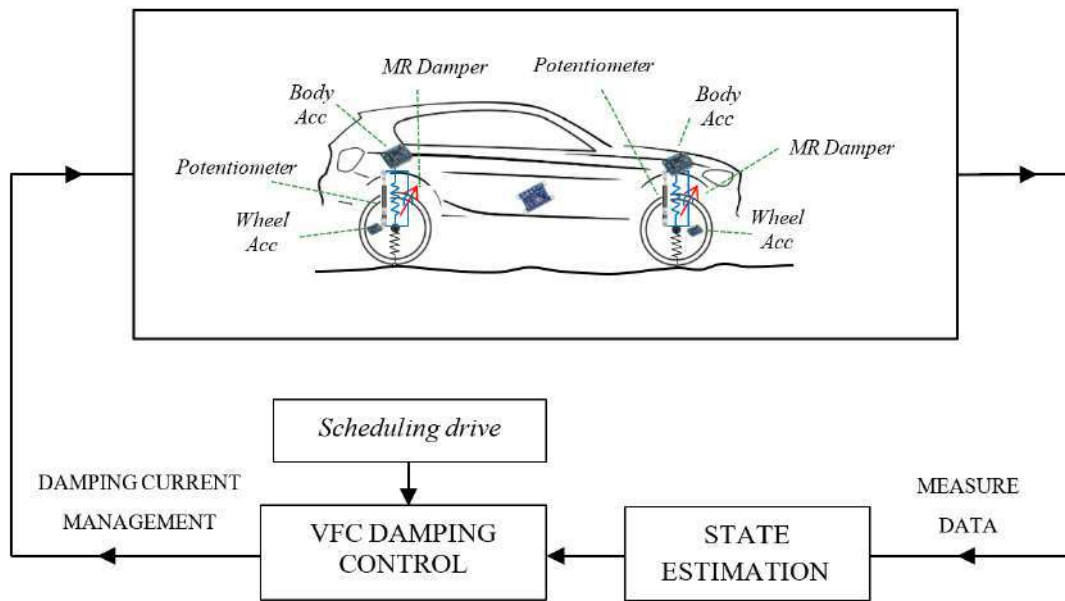 MR Damper
Potentiometer
Body
Acc
Body
Acc
MR Damper
Potentiometer
Wheel
Acc
Wheel
Acc
Scheduling drive
DAMPING CURRENT
MANAGEMENT
VFC DAMPING
CONTROL
STATE
ESTIMATION
MEASURE
DATA